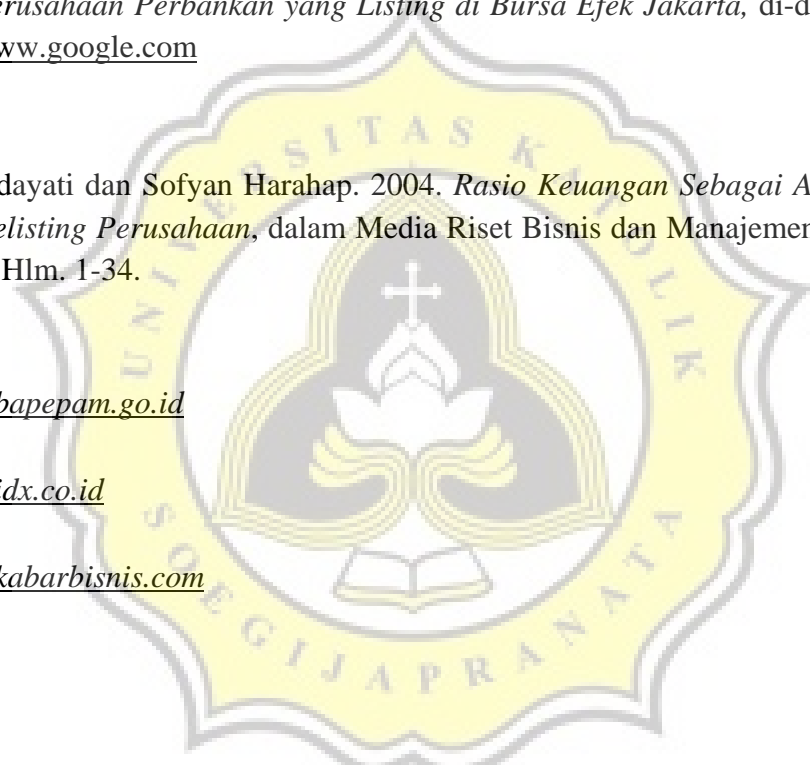 erusahaan Perbankan yang Listing di Bursa Efek Jakarta, di-d
ww.google.com
dayati dan Sofyan Harahap. 2004. Rasio Keuangan Sebagai A
elisting Perusahaan, dalam Media Riset Bisnis dan Manajemen
Hlm. 1-34.
bapepam.go.id
idx.co.id
kabarbisnis.com
UNIVERSITAS KATOLIK
SOEGIJAPRANATA